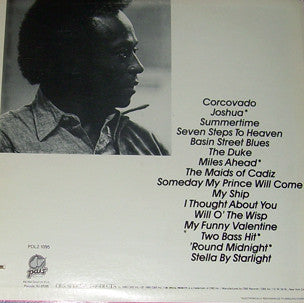 Corcovado
Joshua*
Summertime
Seven Steps To Heaven
Basin Street Blues
The Duke
Miles Ahead*
The Maids of Cadiz
Someday My Prince Will Come
My Ship
I Thought About You
Will O' The Wisp
My Funny Valentine
*Two Bass Hit*
'Round Midnight*
Stella By Starlight